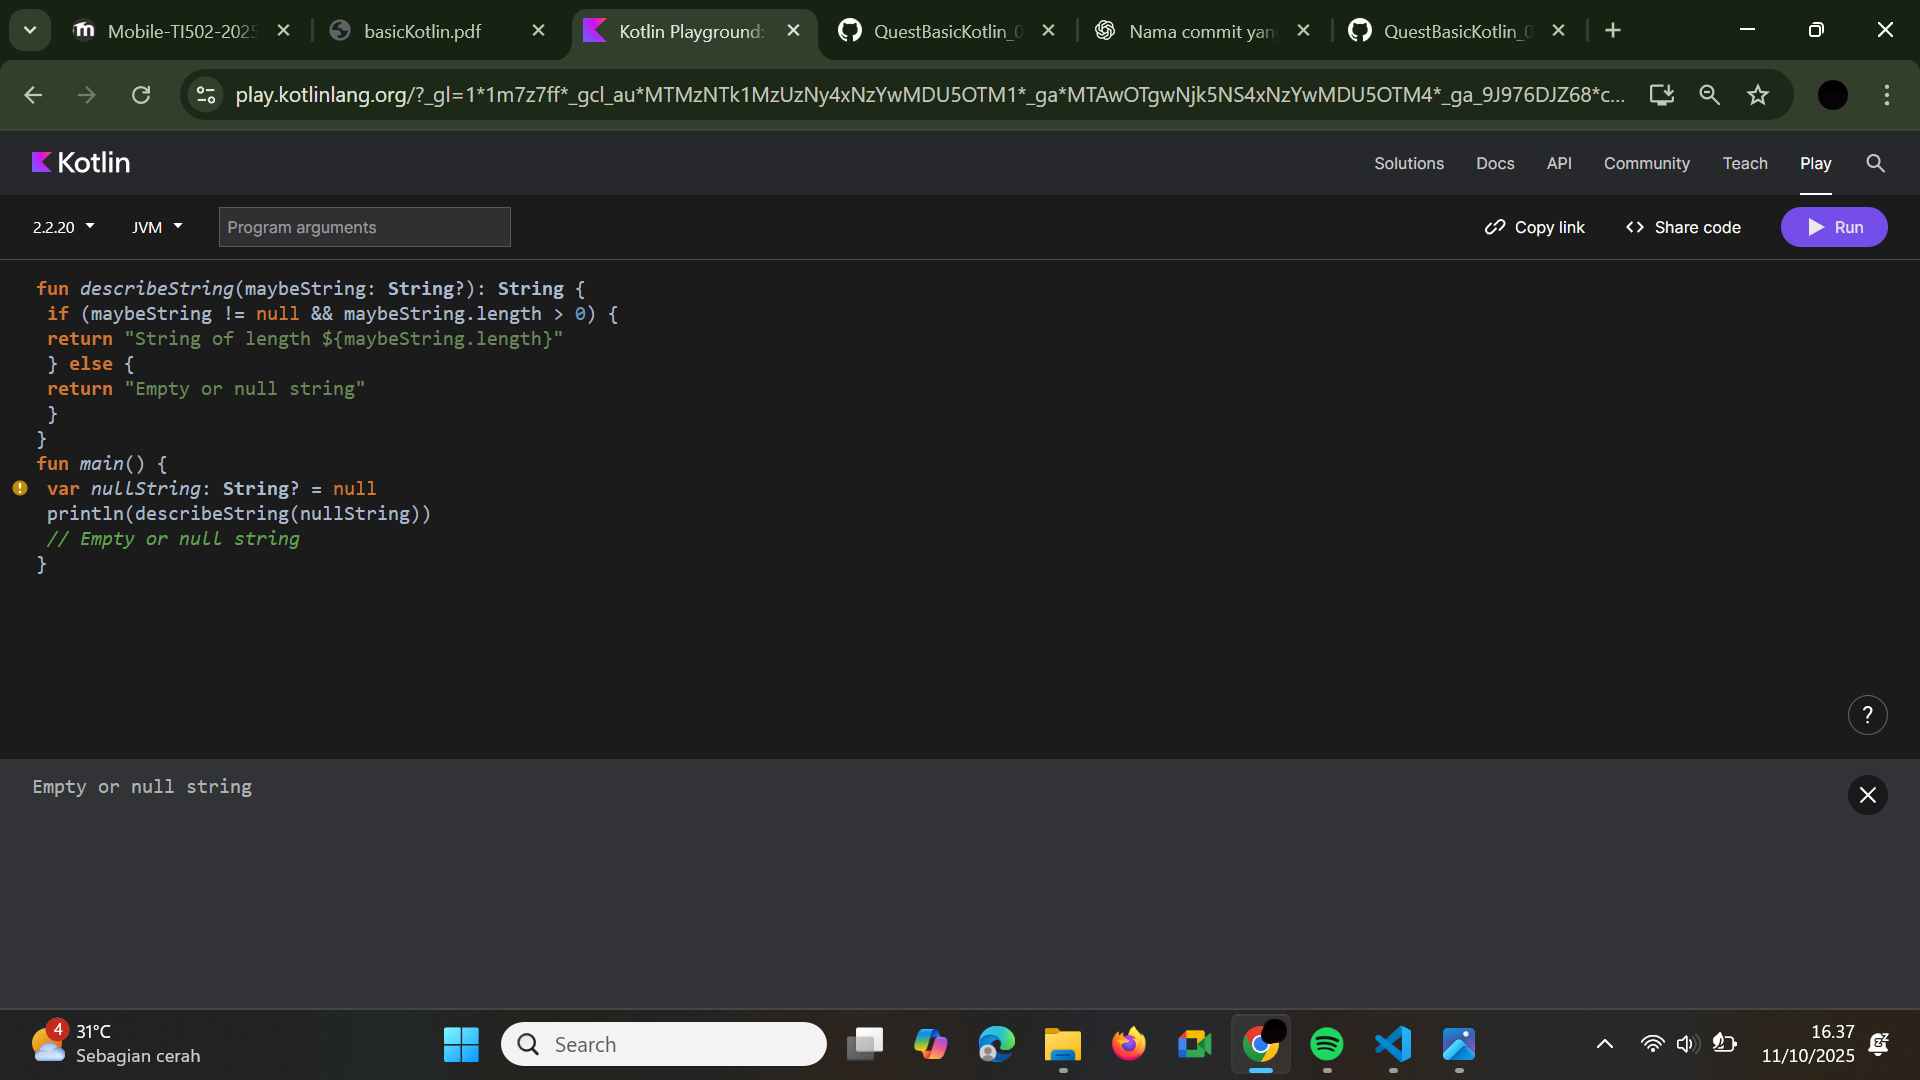 Mobile-TI502-2025
basicKotlin.pdf
Kotlin Playground:
QuestBasicKotlin_0
Nama commit yang
QuestBasicKotlin_0
play.kotlinlang.org/?_gl=1*1m7z7ff*_gcl_au*MTMzNTk1MzUzNy4xNzYwMDU5OTM1*_ga*MTAwOTgwNjk5NS4xNzYwMDU5OTM4*_ga_9J976DJZ68*c...
Kotlin
Solutions
Docs
API
Community
Teach
Play
2.2.20
JVM
Program arguments
Copy link
Share code
Run
fun describeString(maybeString: String?): String {
if (maybeString != null && maybeString.length > 0) {
return "String of length ${maybeString.length}"
} else {
return "Empty or null string"
}
}
fun main() {
var nullString: String? = null
println(describeString(nullString))
// Empty or null string
}
?
Empty or null string
4
31°C
Sebagian cerah
Search
16.37
11/10/2025